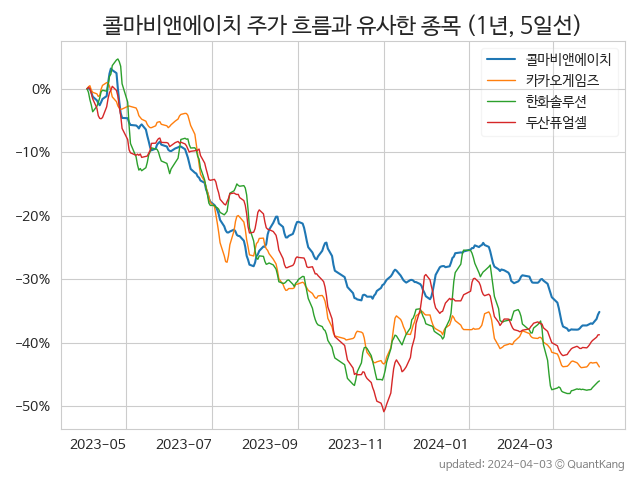 콜마비앤에이치 주가 흐름과 유사한 종목 (1년, 5일선)
콜마비앤에이치
카카오게임즈
한화솔루션
두산퓨얼셀
0%
−10%
−20%
−30%
−40%
−50%
2023-05 2023-07 2023-09 2023-11 2024-01 2024-03
updated: 2024-04-03 © QuantKang